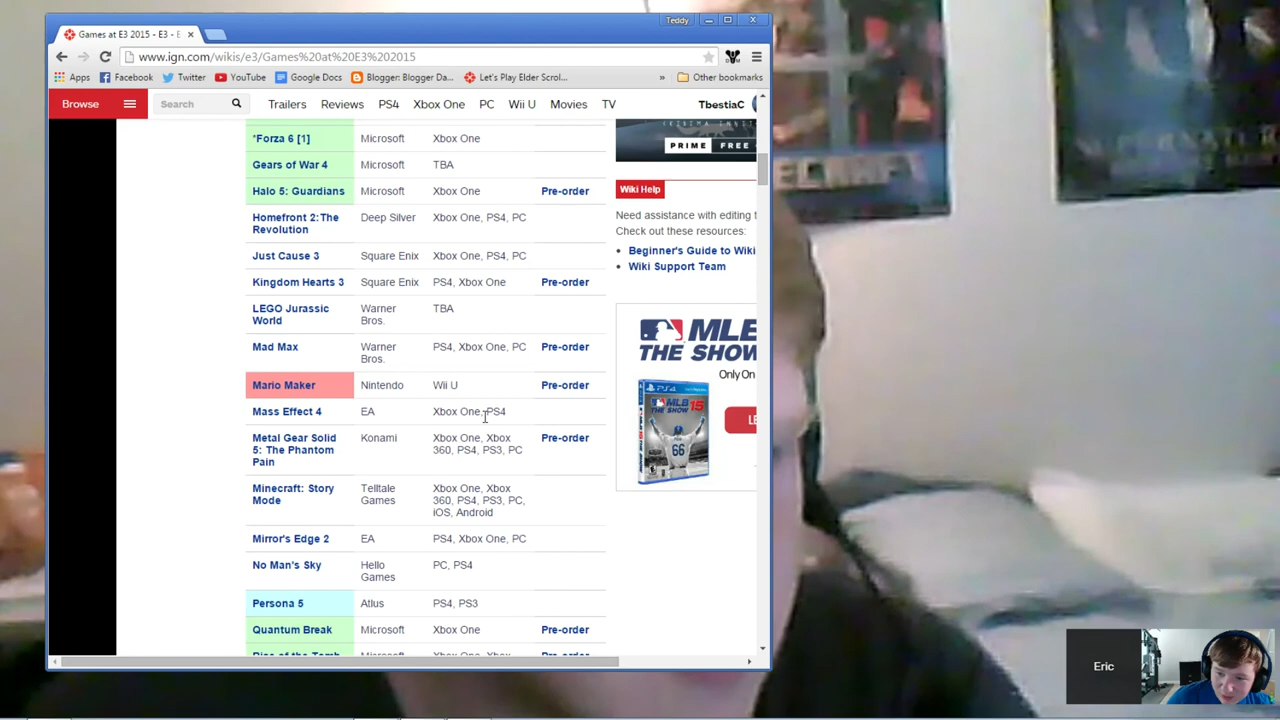 Teddy
Games at E3 2015 - E3 - E
www.ign.com/wikis/e3/Games%20at%20E3%202015
Apps Facebook Twitter YouTube Google Docs Blogger: Blogger Da... Let's Play Elder Scrol... » Other bookmarks
Browse Search Trailers Reviews PS4 Xbox One PC Wii U Movies TV TbestiaC
*Forza 6 [1] Microsoft Xbox One
Gears of War 4 Microsoft TBA
Halo 5: Guardians Microsoft Xbox One Pre-order
Homefront 2: The Deep Silver Xbox One, PS4, PC
Revolution
Just Cause 3 Square Enix Xbox One, PS4, PC
Kingdom Hearts 3 Square Enix PS4, Xbox One Pre-order
LEGO Jurassic Warner TBA
World Bros.
Mad Max Warner PS4, Xbox One, PC Pre-order
Bros.
Mario Maker Nintendo Wii U Pre-order
Mass Effect 4 EA Xbox One, PS4
Metal Gear Solid Konami Xbox One, Xbox Pre-order
5: The Phantom 360, PS4, PS3, PC
Pain
Minecraft: Story Telltale Xbox One, Xbox
Mode Games 360, PS4, PS3, PC,
iOS, Android
Mirror's Edge 2 EA PS4, Xbox One, PC
No Man's Sky Hello PC, PS4
Games
Persona 5 Atlus PS4, PS3
Quantum Break Microsoft Xbox One Pre-order
PRIME FREE
Wiki Help
Need assistance with editing
Check out these resources:
• Beginner's Guide to Wiki
• Wiki Support Team
MLB
THE SHOW
Only On
PS4
MLB 15
THE SHOW
66
LE
Eric